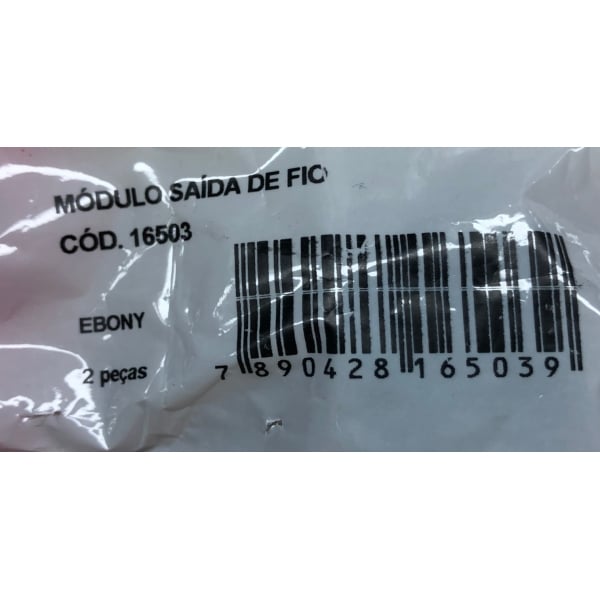 MÓDULO SAÍDA DE FIO
CÓD. 16503
EBONY
2 peças
7 890428 165039